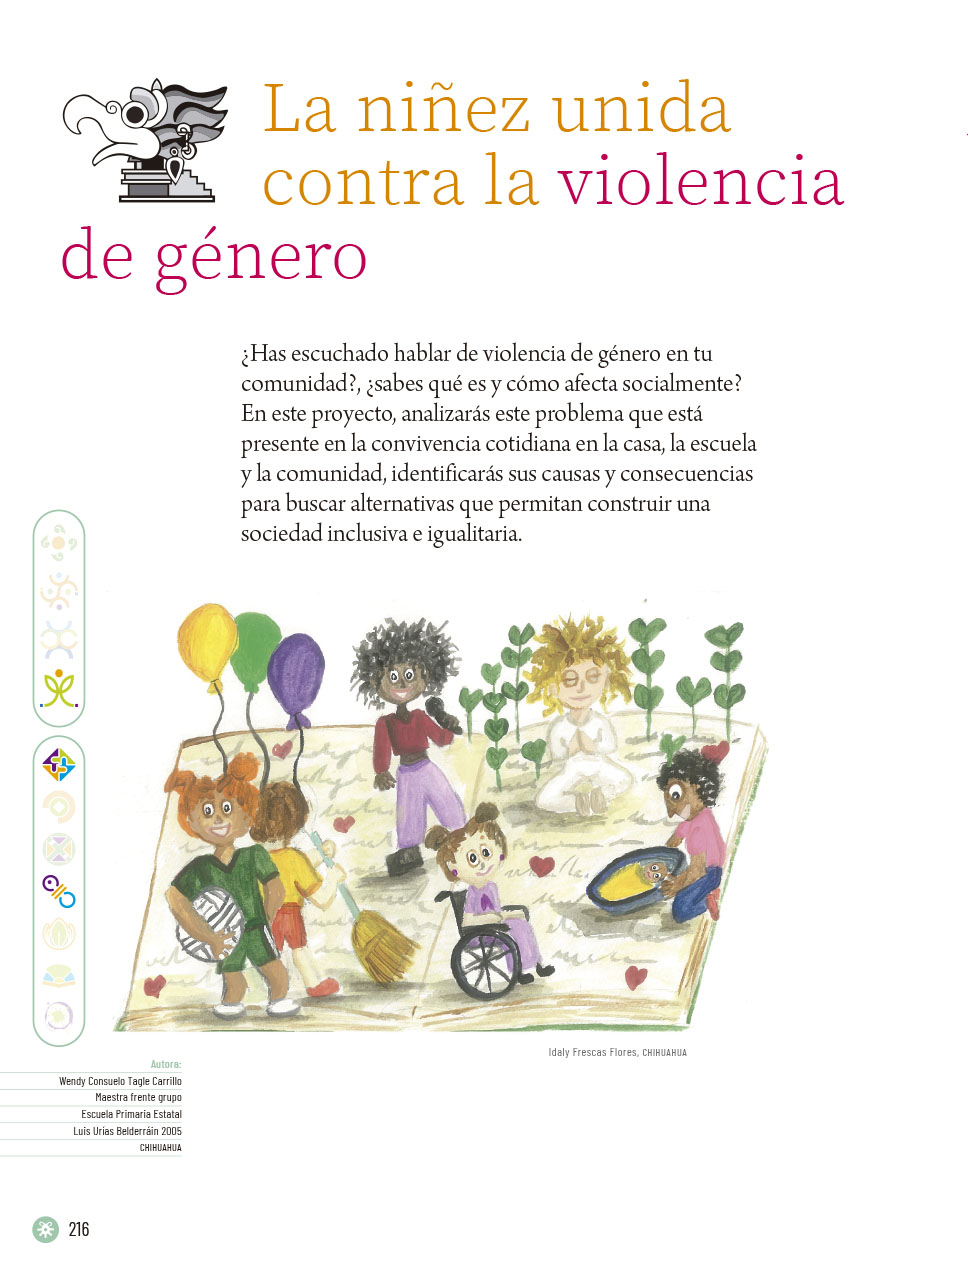 La niñez unida
contra la violencia
de género
¿Has escuchado hablar de violencia de género en tu
comunidad?, ¿sabes qué es y cómo afecta socialmente?
En este proyecto, analizarás este problema que está
presente en la convivencia cotidiana en la casa, la escuela
y la comunidad, identificarás sus causas y consecuencias
para buscar alternativas que permitan construir una
sociedad inclusiva e igualitaria.
Idaly Frescas Flores, CHIHUAHUA
Autora:
Wendy Consuelo Tagle Carrillo
Maestra frente grupo
Escuela Primaria Estatal
Luis Urías Belderráin 2005
CHIHUAHUA
216